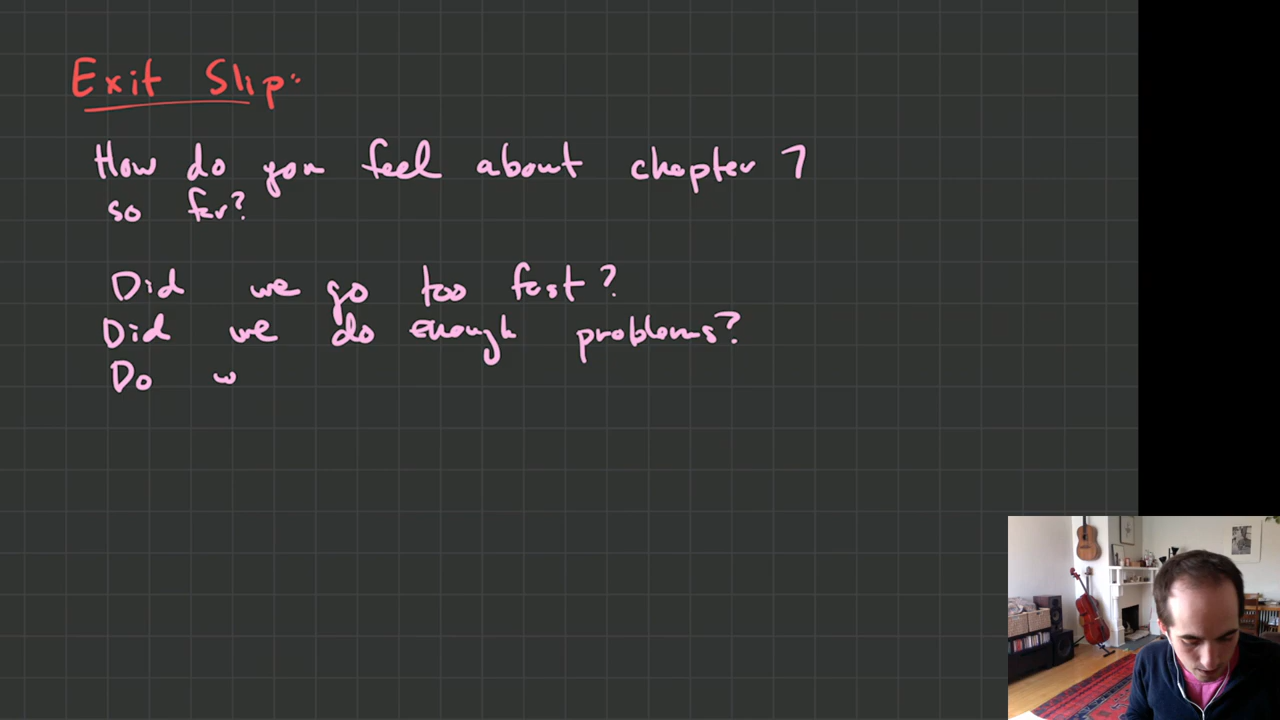 Exit Slip:
How do you feel about chapter 7
so far?
Did we go too fast?
Did we do enough problems?
Do w